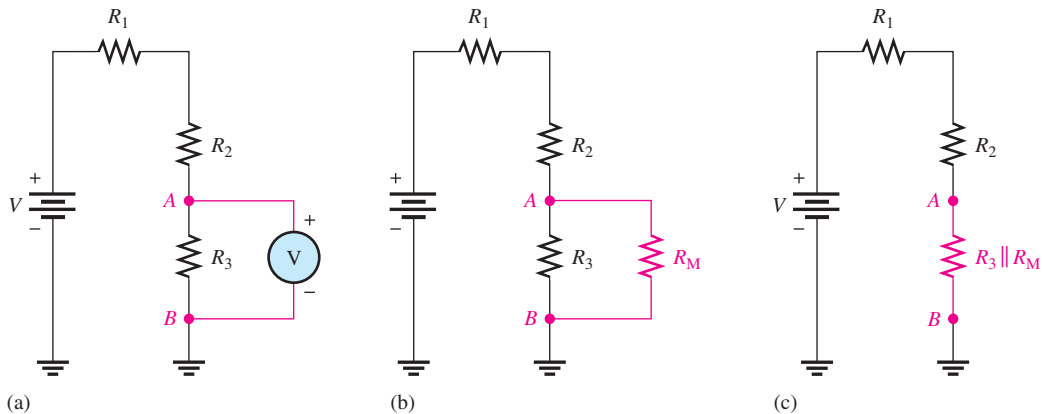 R1
R2
A
+
V
−
+
V
−
R3
B
(a)
R1
R2
A
+
−
R3
RM
B
(b)
R1
R2
+
V
−
A
R3 || RM
B
(c)